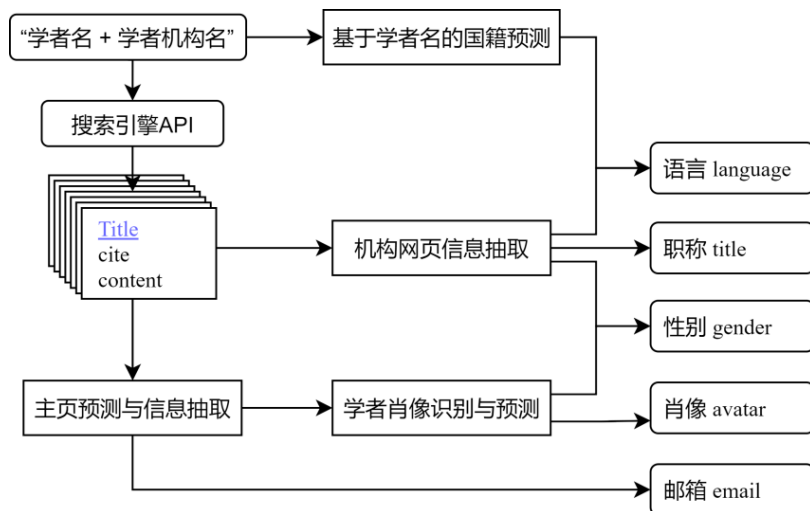 “学者名 + 学者机构名”
基于学者名的国籍预测
搜索引擎API
语言 language
Title
cite
content
机构网页信息抽取
职称 title
性别 gender
主页预测与信息抽取
学者肖像识别与预测
肖像 avatar
邮箱 email